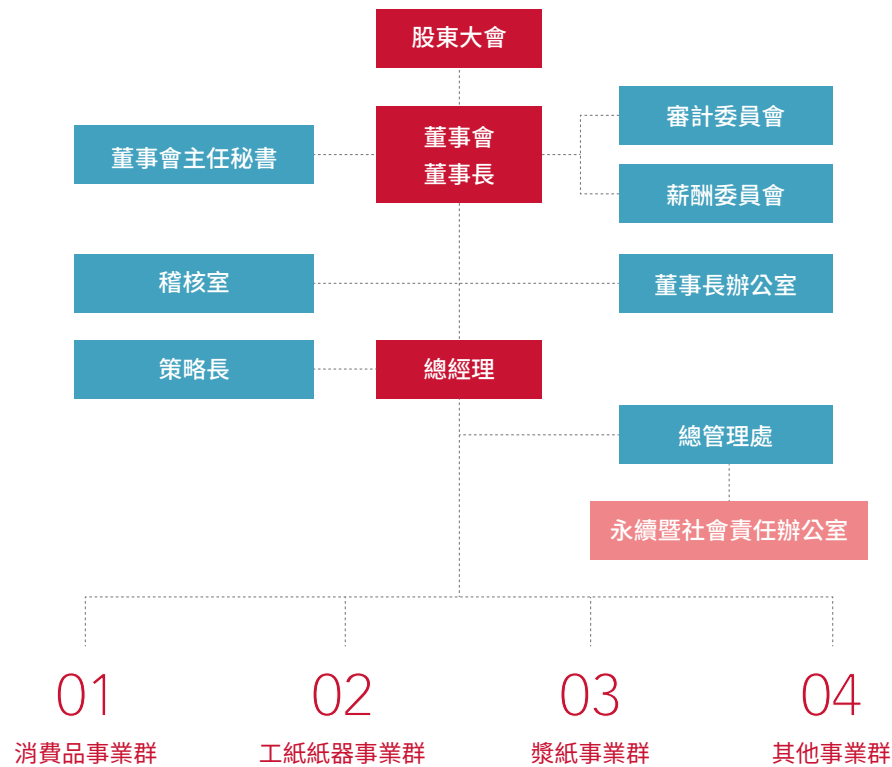 股東大會
董事會
董事長
董事會主任秘書
審計委員會
薪酬委員會
稽核室
董事長辦公室
策略長
總經理
總管理處
永續暨社會責任辦公室
01
02
03
04
消費品事業群
工紙紙器事業群
漿紙事業群
其他事業群